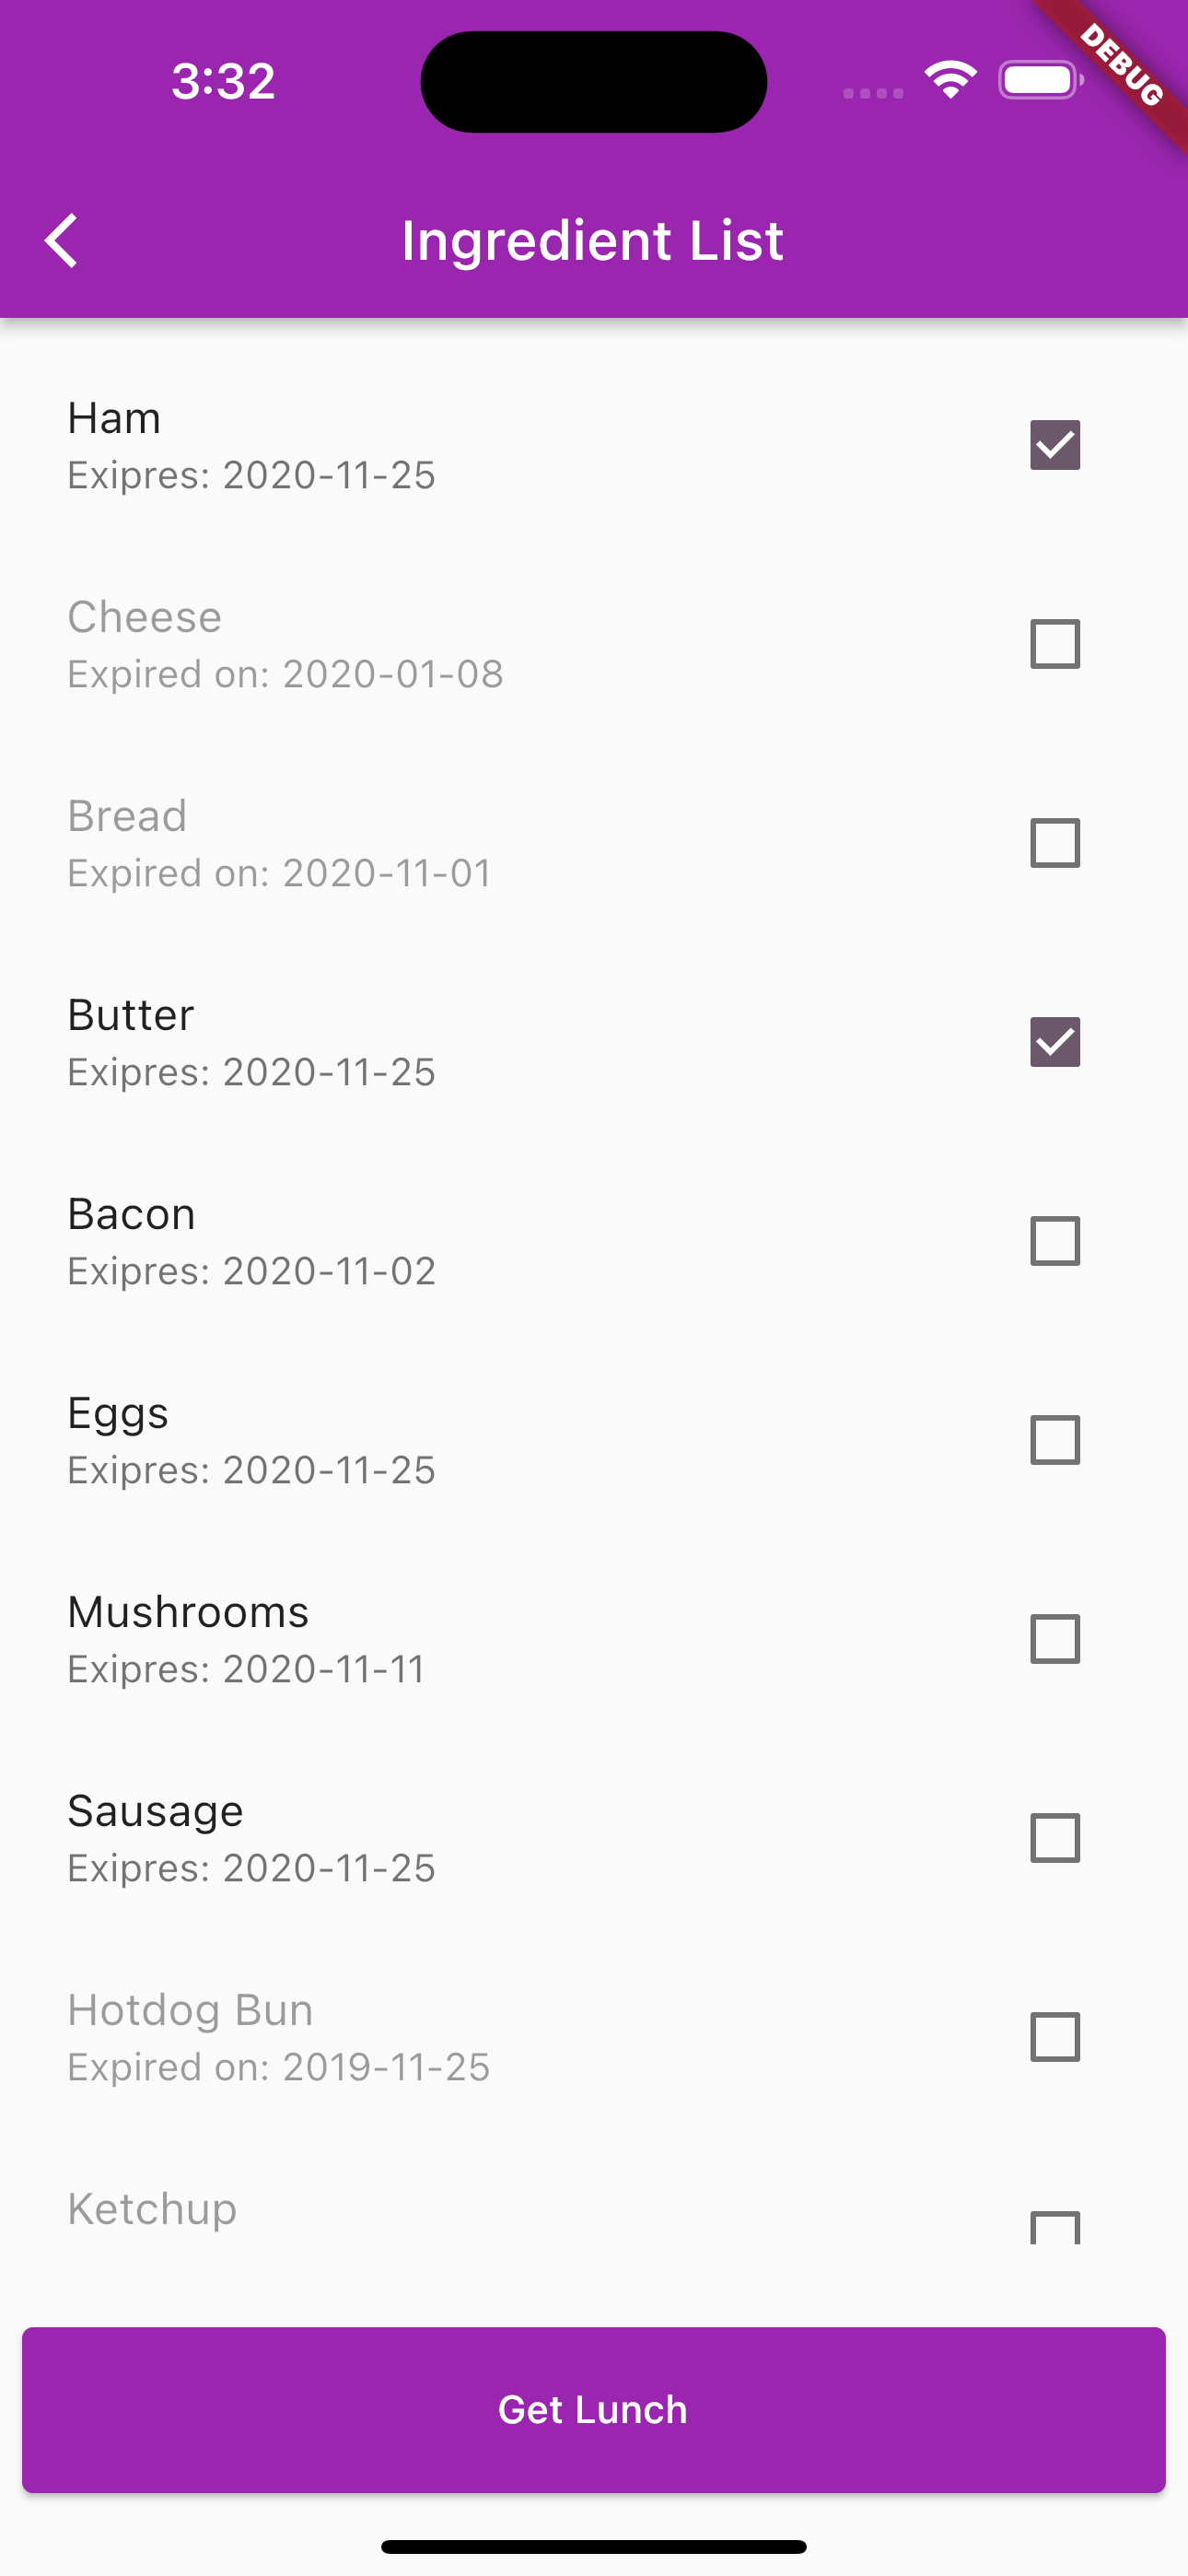 3:32
DEBUG
Ingredient List
Ham
Exipres: 2020-11-25
Cheese
Expired on: 2020-01-08
Bread
Expired on: 2020-11-01
Butter
Exipres: 2020-11-25
Bacon
Exipres: 2020-11-02
Eggs
Exipres: 2020-11-25
Mushrooms
Exipres: 2020-11-11
Sausage
Exipres: 2020-11-25
Hotdog Bun
Expired on: 2019-11-25
Ketchup
Get Lunch